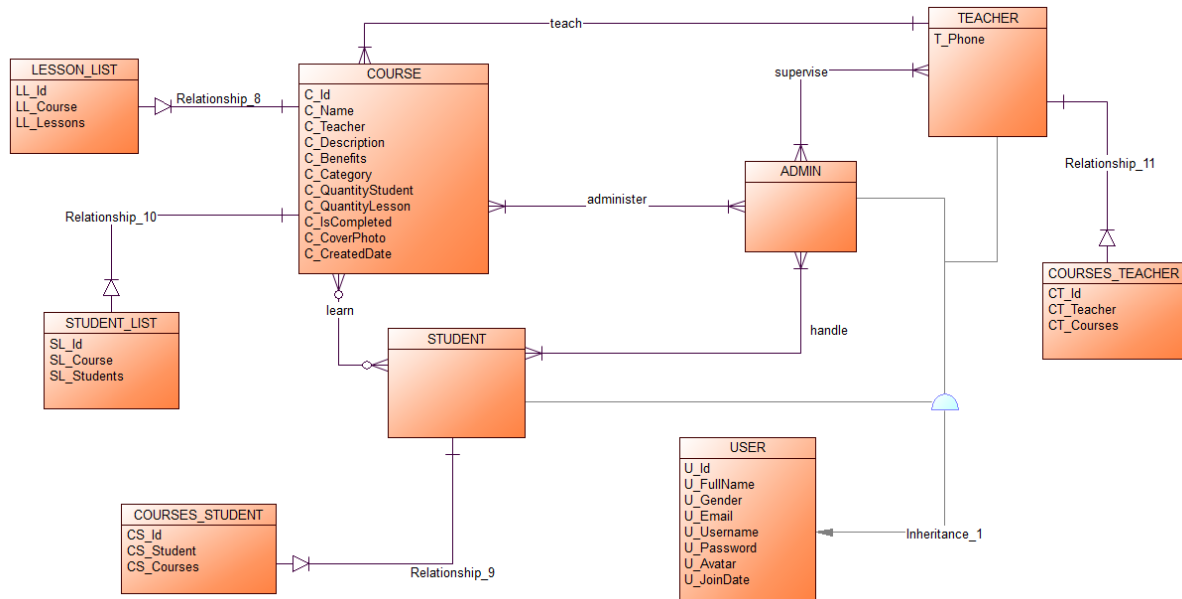 teach
TEACHER
T_Phone
LESSON_LIST
LL_Id
LL_Course
LL_Lessons
Relationship_8
COURSE
C_Id
C_Name
C_Teacher
C_Description
C_Benefits
C_Category
C_QuantityStudent
C_QuantityLesson
C_IsCompleted
C_CoverPhoto
C_CreatedDate
supervise
ADMIN
Relationship_11
administer
Relationship_10
COURSES_TEACHER
CT_Id
CT_Teacher
CT_Courses
STUDENT_LIST
SL_Id
SL_Course
SL_Students
learn
STUDENT
handle
USER
U_Id
U_FullName
U_Gender
U_Email
U_Username
U_Password
U_Avatar
U_JoinDate
Inheritance_1
COURSES_STUDENT
CS_Id
CS_Student
CS_Courses
Relationship_9